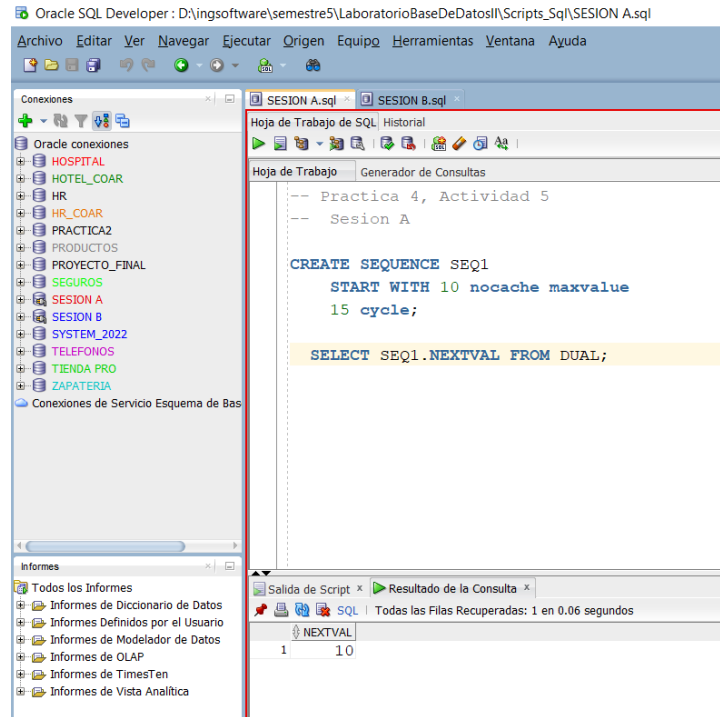 Oracle SQL Developer : D:\ingsoftware\semestre5\LaboratorioBaseDeDatosII\Scripts_Sql\SESION A.sql
Archivo Editar Ver Navegar Ejecutar Origen Equipo Herramientas Ventana Ayuda
Conexiones
Oracle conexiones
HOSPITAL
HOTEL_COAR
HR
HR_COAR
PRACTICA2
PRODUCTOS
PROYECTO_FINAL
SEGUROS
SESION A
SESION B
SYSTEM_2022
TELEFONOS
TIENDA PRO
ZAPATERIA
Conexiones de Servicio Esquema de Bas
Informes
Todos los Informes
Informes de Diccionario de Datos
Informes Definidos por el Usuario
Informes de Modelador de Datos
Informes de OLAP
Informes de TimesTen
Informes de Vista Analítica
SESION A.sql SESION B.sql
Hoja de Trabajo de SQL Historial
Hoja de Trabajo Generador de Consultas
-- Practica 4, Actividad 5
-- Sesion A
CREATE SEQUENCE SEQ1
START WITH 10 nocache maxvalue
15 cycle;
SELECT SEQ1.NEXTVAL FROM DUAL;
Salida de Script x Resultado de la Consulta x
SQL | Todas las Filas Recuperadas: 1 en 0.06 segundos
NEXTVAL
1 10